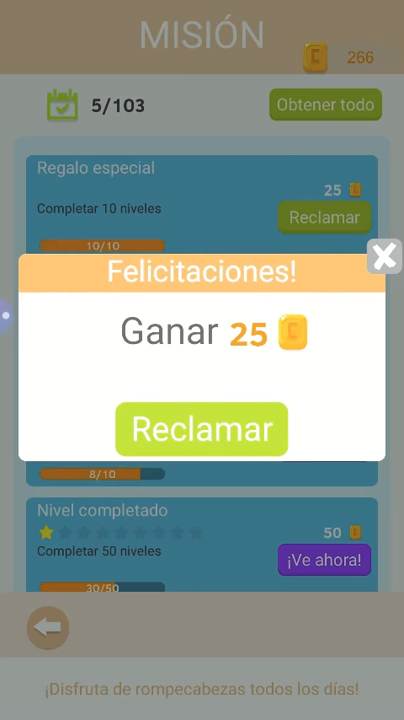 MISIÓN
266
5/103
Obtener todo
Regalo especial
25
Completar 10 niveles
Reclamar
10/10
Felicitaciones!
Ganar 25
Reclamar
8/10
Nivel completado
50
Completar 50 niveles
¡Ve ahora!
30/50
¡Disfruta de rompecabezas todos los días!